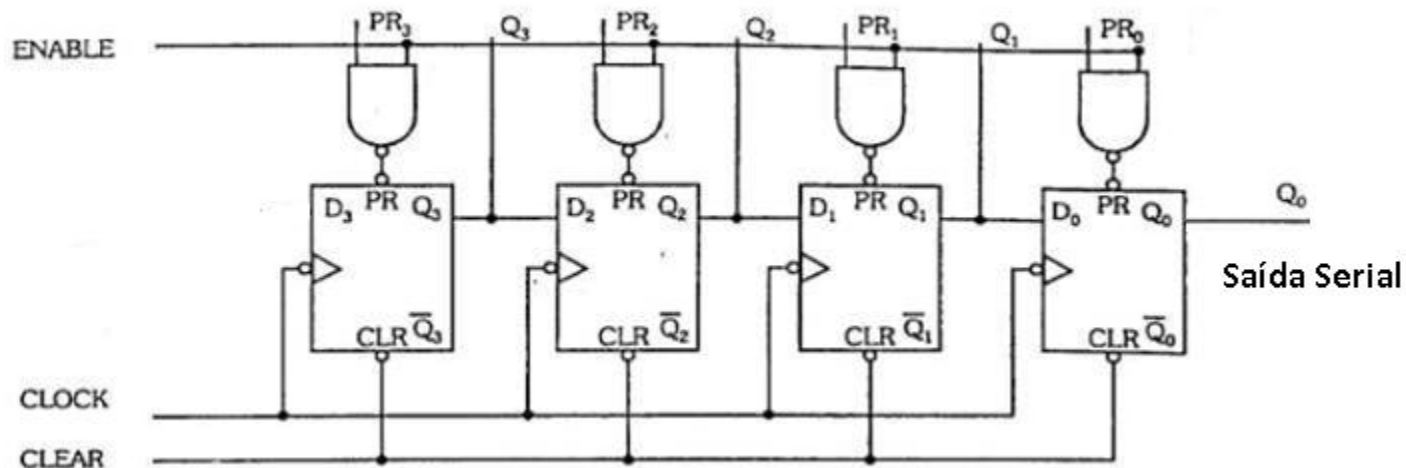 PR₃ Q₃ PR₂ Q₂ PR₁ Q₁ PR₀
ENABLE
D₃ PR Q₃ D₂ PR Q₂ D₁ PR Q₁ D₀ PR Q₀ Q₀
Saída Serial
CLR Q̅₃ CLR Q̅₂ CLR Q̅₁ CLR Q̅₀
CLOCK
CLEAR